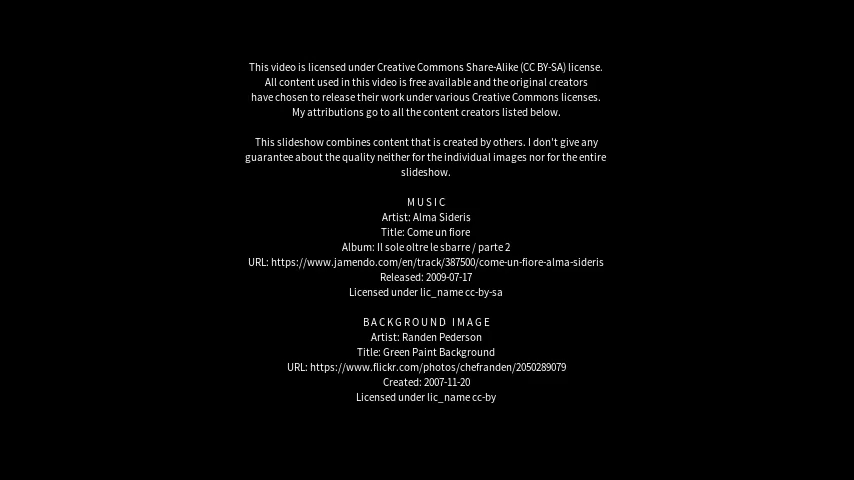 This video is licensed under Creative Commons Share-Alike (CC BY-SA) license.
All content used in this video is free available and the original creators
have chosen to release their work under various Creative Commons licenses.
My attributions go to all the content creators listed below.
This slideshow combines content that is created by others. I don't give any
guarantee about the quality neither for the individual images nor for the entire
slideshow.
MUSIC
Artist: Alma Sideris
Title: Come un fiore
Album: Il sole oltre le sbarre / parte 2
URL: https://www.jamendo.com/en/track/387500/come-un-fiore-alma-sideris
Released: 2009-07-17
Licensed under lic_name cc-by-sa
BACKGROUND IMAGE
Artist: Randen Pederson
Title: Green Paint Background
URL: https://www.flickr.com/photos/chefranden/2050289079
Created: 2007-11-20
Licensed under lic_name cc-by